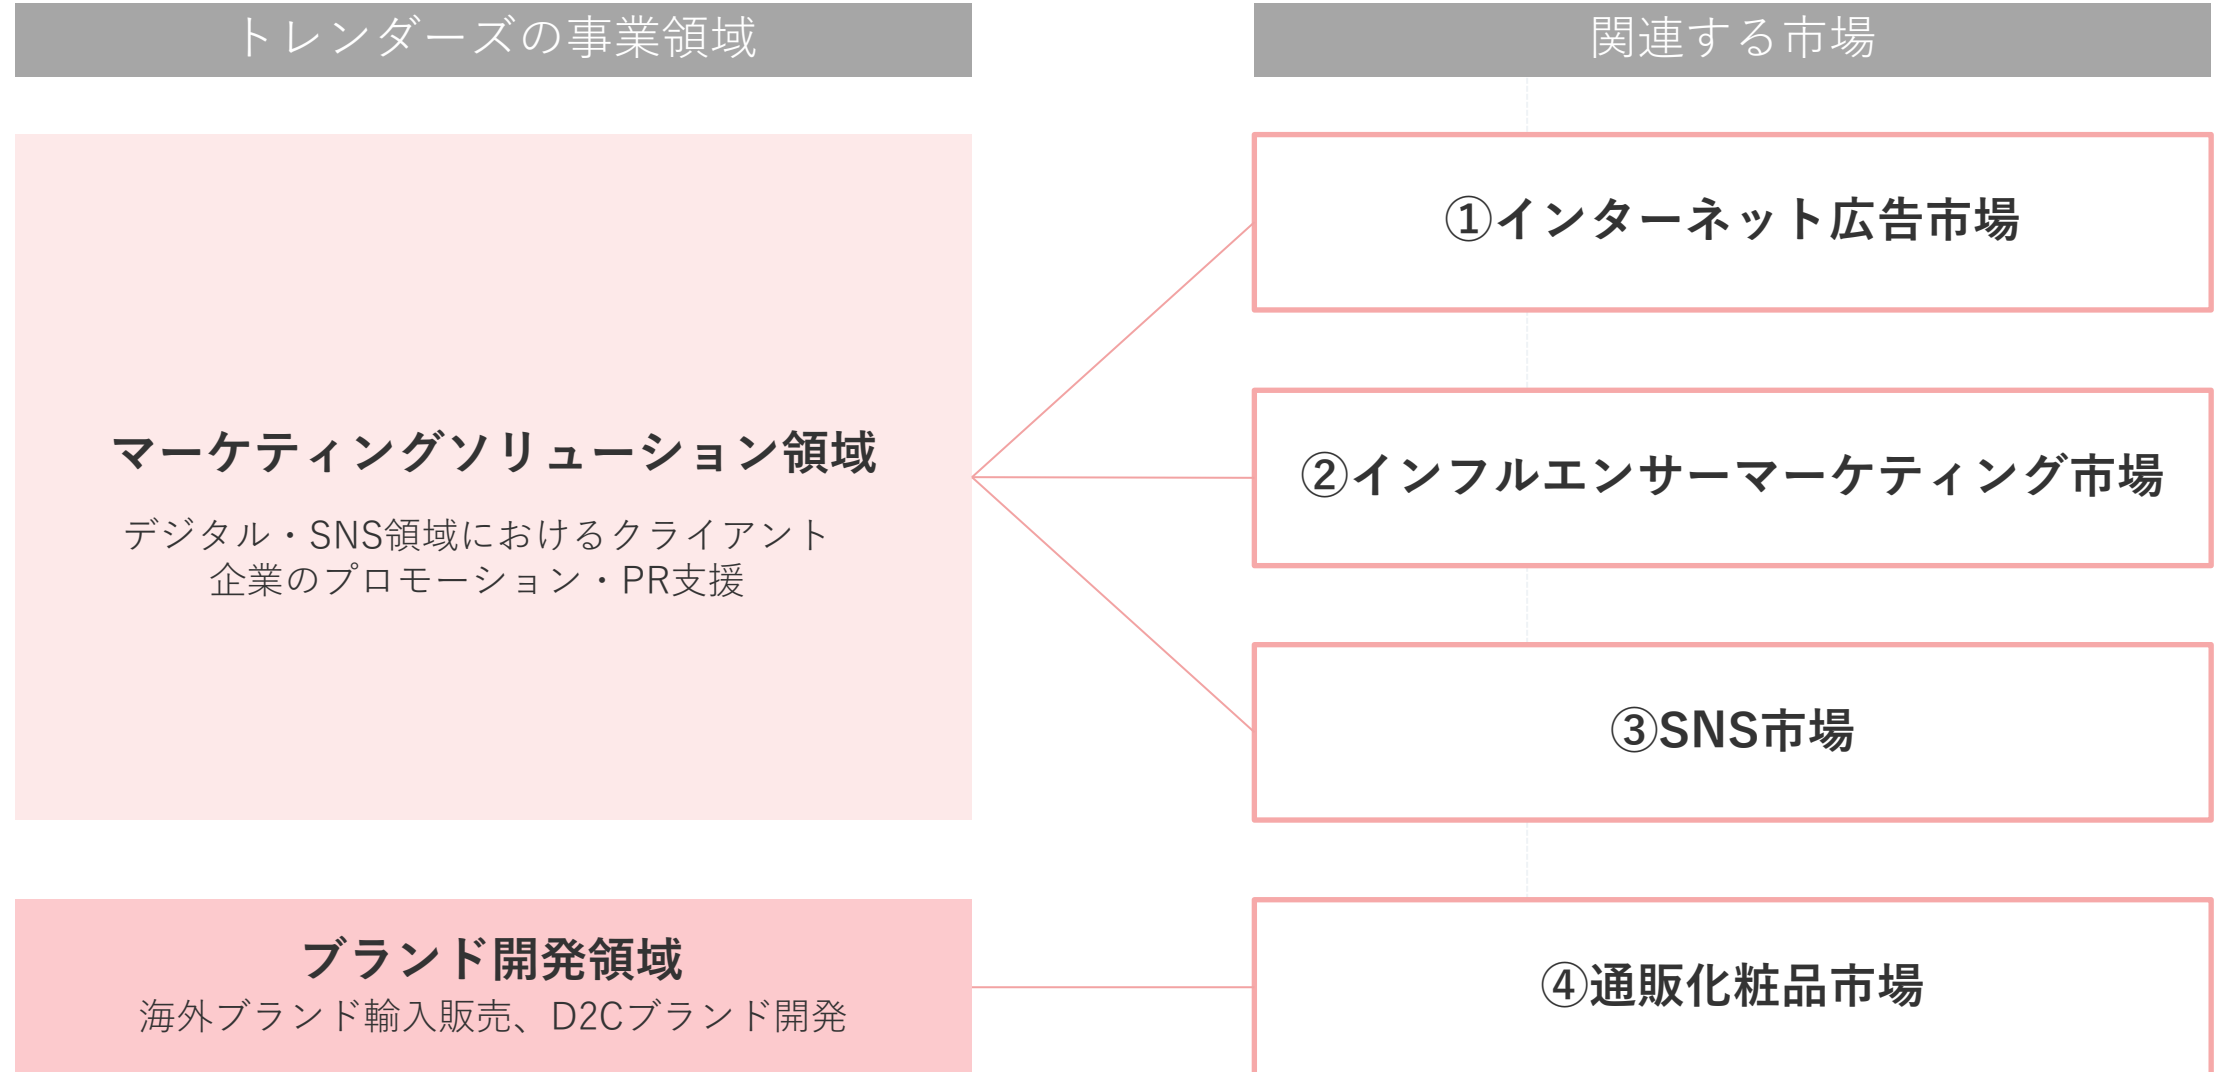 トレンダーズの事業領域
関連する市場
マーケティングソリューション領域
デジタル・SNS領域におけるクライアント
企業のプロモーション・PR支援
①インターネット広告市場
②インフルエンサーマーケティング市場
③SNS市場
ブランド開発領域
海外ブランド輸入販売、D2Cブランド開発
④通販化粧品市場